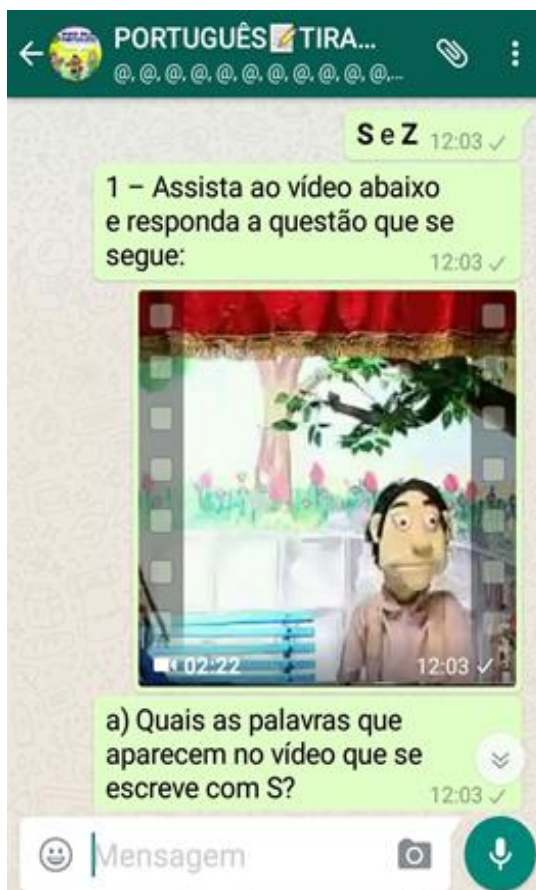 PORTUGUÊS📝TIRA...
@, @, @, @, @, @, @, @, @, @, @,...
S e Z 12:03
1 – Assista ao vídeo abaixo
e responda a questão que se
segue:
12:03
02:22 12:03
a) Quais as palavras que
aparecem no vídeo que se
escreve com S?
12:03
Mensagem